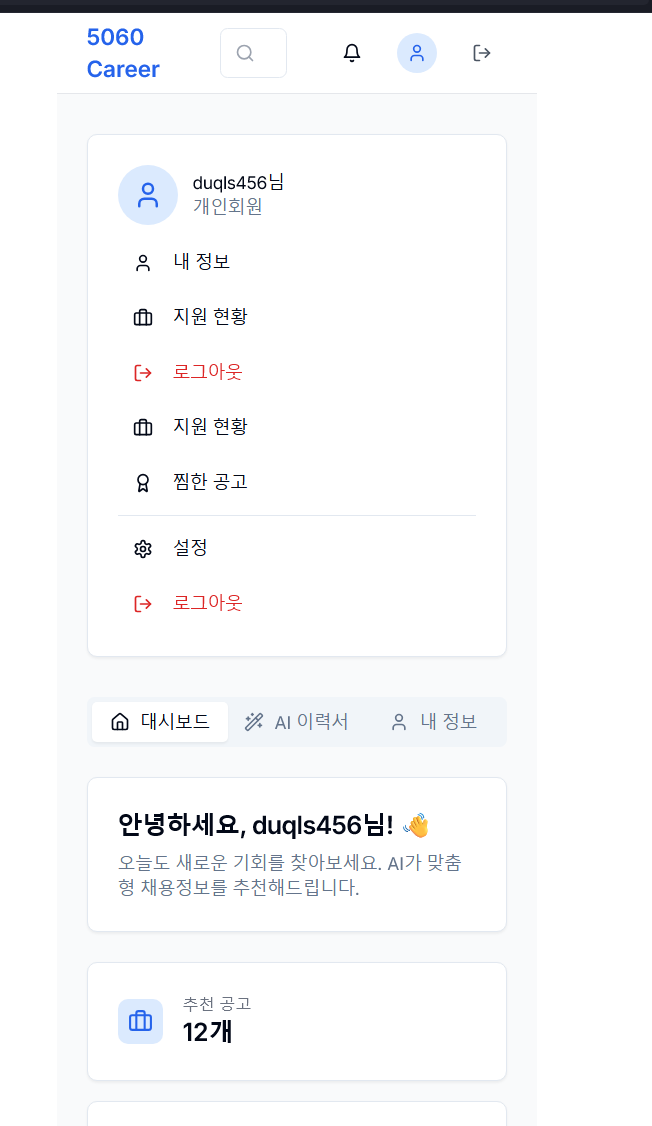 5060
Career
duqls456님
개인회원
내 정보
지원 현황
로그아웃
지원 현황
찜한 공고
설정
로그아웃
대시보드
AI 이력서
내 정보
안녕하세요, duqls456님! 👋
오늘도 새로운 기회를 찾아보세요. AI가 맞춤
형 채용정보를 추천해드립니다.
추천 공고
12개